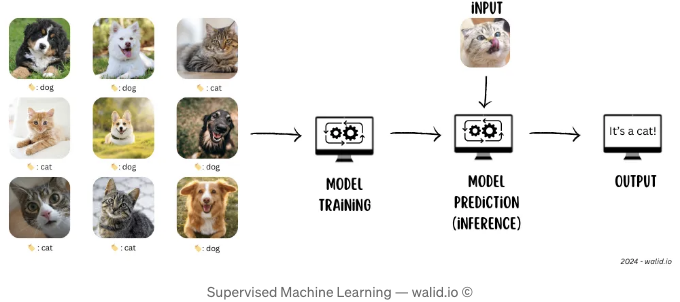 INPUT
: dog
: dog
: cat
: cat
: dog
: dog
: cat
: cat
: dog
MODEL
TRAINING
MODEL
PREDICTION
(INFERENCE)
It's a cat!
OUTPUT
2024 - walid.io
Supervised Machine Learning — walid.io ©